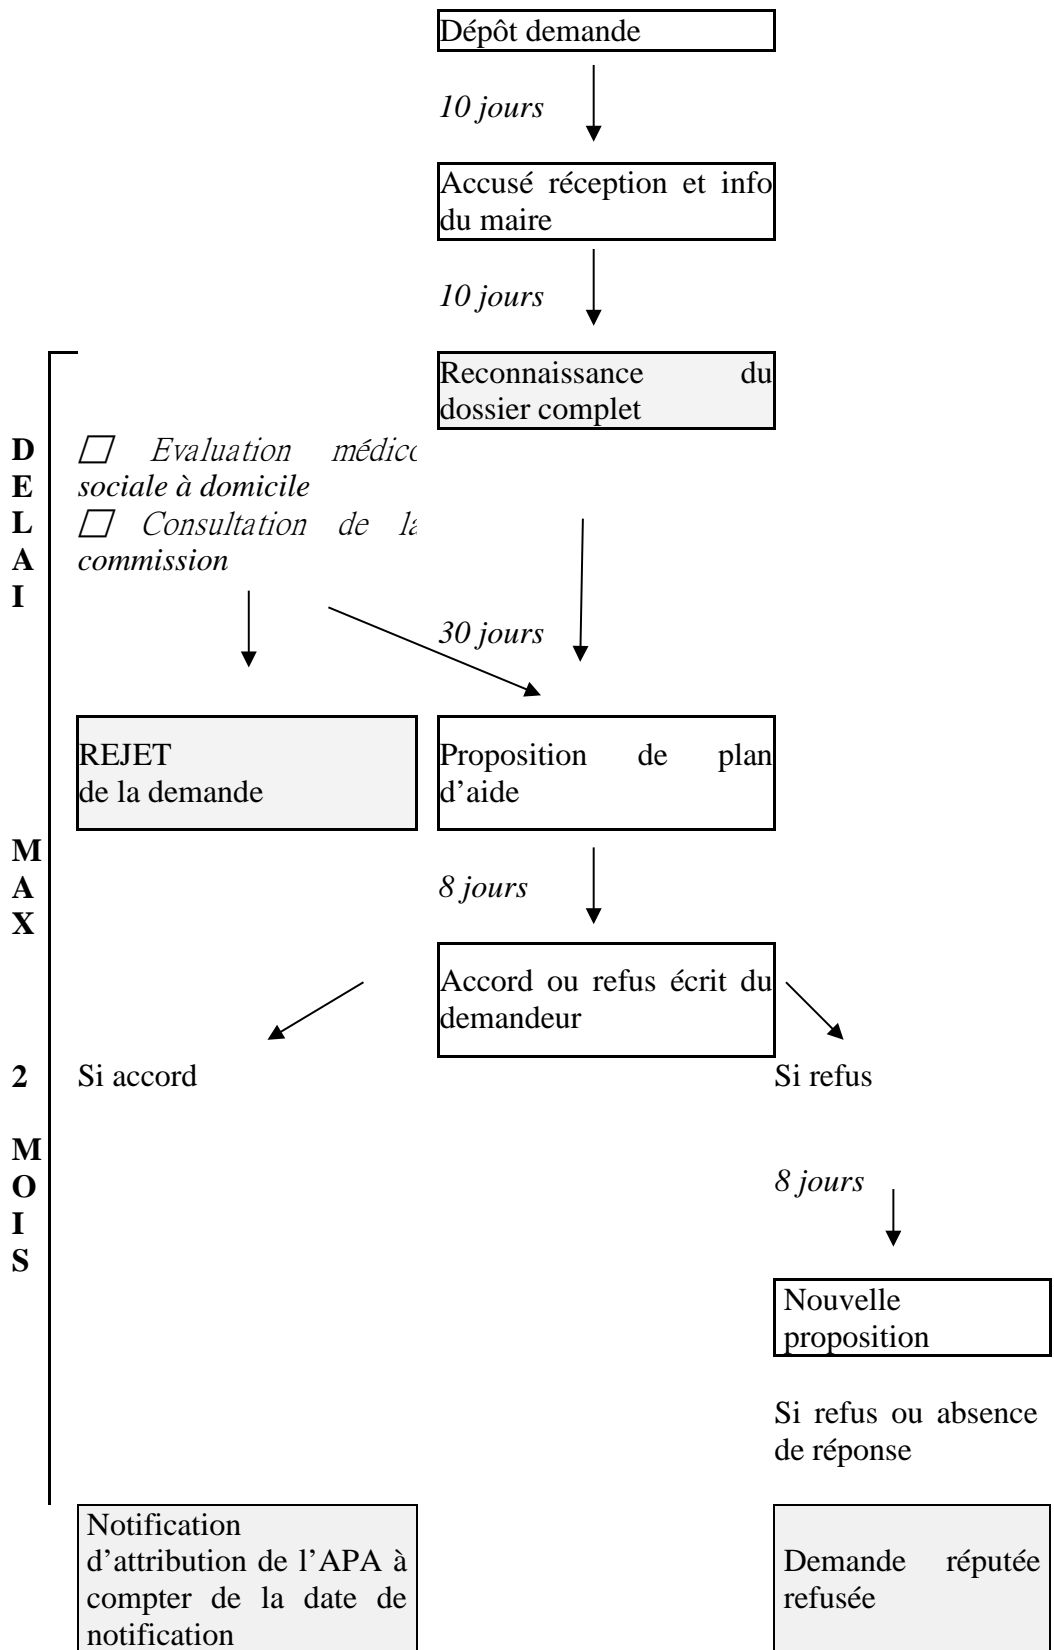 Dépôt demande
10 jours
Accusé réception et info
du maire
10 jours
Reconnaissance du
dossier complet
D
E
L
A
I
Evaluation médico
sociale à domicile
Consultation de la
commission
30 jours
REJET
de la demande
Proposition de plan
d’aide
M
A
X
8 jours
Accord ou refus écrit du
demandeur
2
Si accord
Si refus
M
O
I
S
8 jours
Nouvelle
proposition
Si refus ou absence
de réponse
Notification
d’attribution de l’APA à
compter de la date de
notification
Demande réputée
refusée